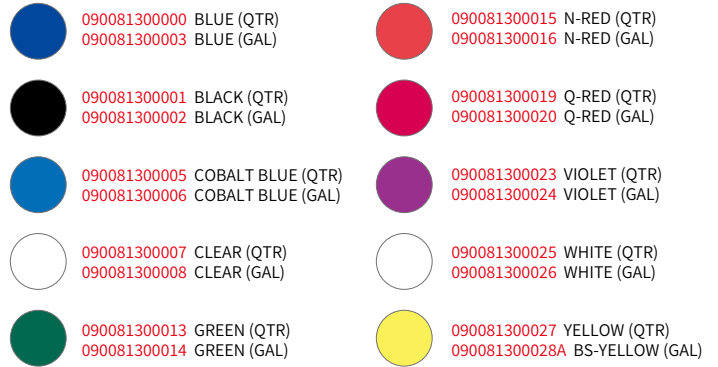 090081300000 BLUE (QTR)
090081300003 BLUE (GAL)
090081300001 BLACK (QTR)
090081300002 BLACK (GAL)
090081300005 COBALT BLUE (QTR)
090081300006 COBALT BLUE (GAL)
090081300007 CLEAR (QTR)
090081300008 CLEAR (GAL)
090081300013 GREEN (QTR)
090081300014 GREEN (GAL)
090081300015 N-RED (QTR)
090081300016 N-RED (GAL)
090081300019 Q-RED (QTR)
090081300020 Q-RED (GAL)
090081300023 VIOLET (QTR)
090081300024 VIOLET (GAL)
090081300025 WHITE (QTR)
090081300026 WHITE (GAL)
090081300027 YELLOW (QTR)
090081300028A BS-YELLOW (GAL)